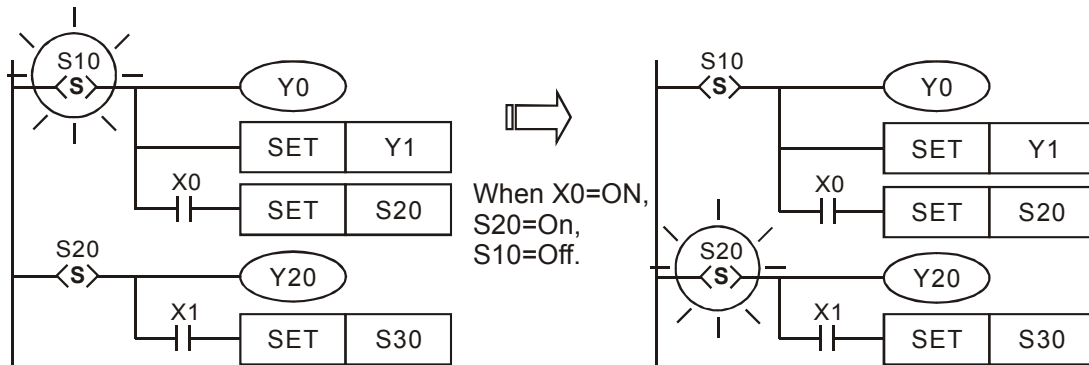 S10
S
Y0
SET Y1
X0
SET S20
S20
S
Y20
X1
SET S30
When X0=ON,
S20=On,
S10=Off.
S10
S
Y0
SET Y1
X0
SET S20
S20
S
Y20
X1
SET S30